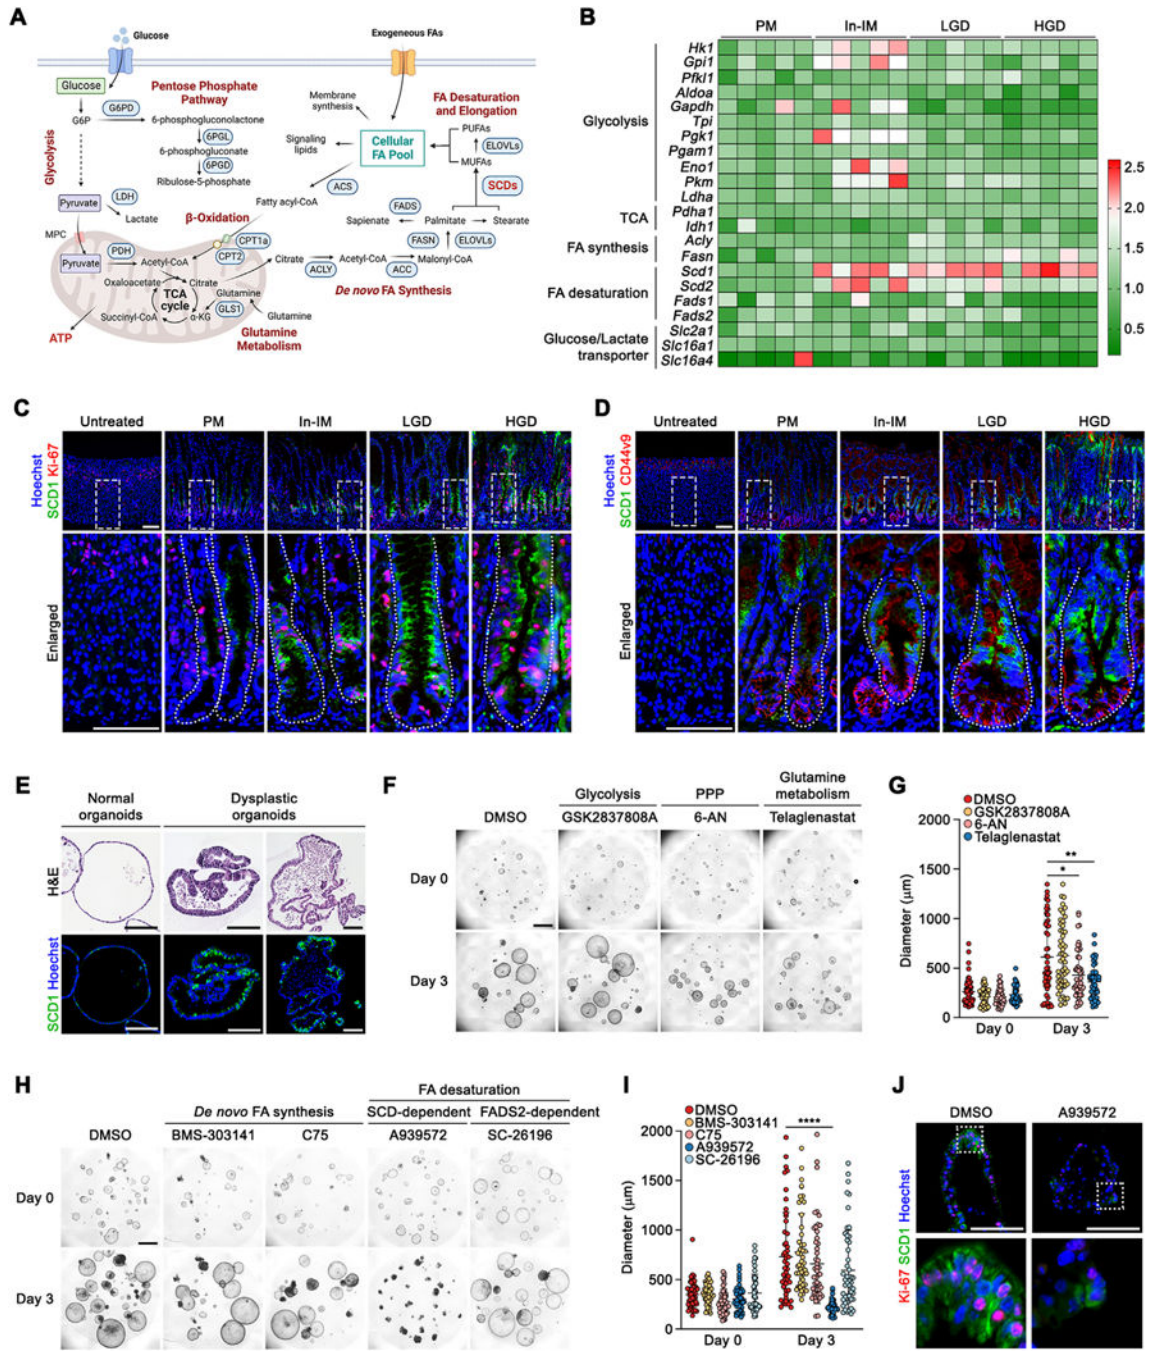 A
Glucose
Exogeneous FAs
Glucose
Pentose Phosphate
Pathway
G6PD
G6P
6-phosphogluconolactone
6PGL
6-phosphogluconate
6PGD
Ribulose-5-phosphate
Glycolysis
Pyruvate
LDH
Lactate
MPC
Pyruvate
PDH
Acetyl-CoA
Oxaloacetate
Citrate
TCA
cycle
Succinyl-CoA
α-KG
Glutamine
GLS1
Glutamine
Glutamine
Metabolism
ATP
β-Oxidation
CPT1a
CPT2
Membrane
synthesis
Signaling
lipids
Cellular
FA Pool
ACS
Fatty acyl-CoA
FA Desaturation
and Elongation
PUFAs
ELOVLs
MUFAs
SCDs
FADS
Sapienate
Palmitate
Stearate
FASN
ELOVLs
Citrate
ACLY
Acetyl-CoA
ACC
Malonyl-CoA
De novo FA Synthesis
B
PM
In-IM
LGD
HGD
Glycolysis
Hk1
Gpi1
Pfkl1
Aldoa
Gapdh
Tpi
Pgk1
Pgam1
Eno1
Pkm
Ldha
TCA
Pdha1
Idh1
FA synthesis
Acly
Fasn
FA desaturation
Scd1
Scd2
Fads1
Fads2
Glucose/Lactate
transporter
Slc2a1
Slc16a1
Slc16a4
2.5
2.0
1.5
1.0
0.5
C
Untreated
PM
In-IM
LGD
HGD
Hoechst
SCD1 Ki-67
Enlarged
D
Untreated
PM
In-IM
LGD
HGD
Hoechst
SCD1 CD44v9
Enlarged
E
Normal
organoids
Dysplastic
organoids
H&E
SCD1 Hoechst
F
Glycolysis
PPP
Glutamine
metabolism
DMSO
GSK2837808A
6-AN
Telaglenastat
Day 0
Day 3
G
DMSO
GSK2837808A
6-AN
Telaglenastat
Diameter (μm)
2000
1500
1000
500
0
**
*
Day 0
Day 3
H
FA desaturation
De novo FA synthesis
SCD-dependent
FADS2-dependent
DMSO
BMS-303141
C75
A939572
SC-26196
Day 0
Day 3
I
DMSO
BMS-303141
C75
A939572
SC-26196
****
Diameter (μm)
2000
1500
1000
500
0
Day 0
Day 3
J
DMSO
A939572
Ki-67 SCD1 Hoechst